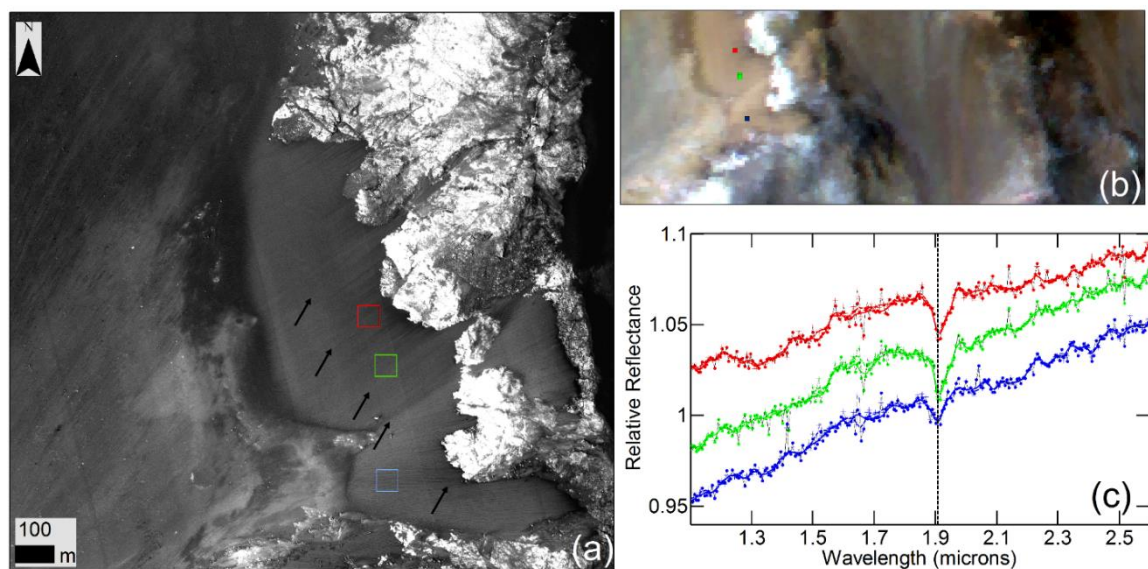 N
100
m
(a)
(b)
1.1
1.05
1
0.95
Relative Reflectance
1.3 1.5 1.7 1.9 2.1 2.3 2.5
Wavelength (microns)
(c)